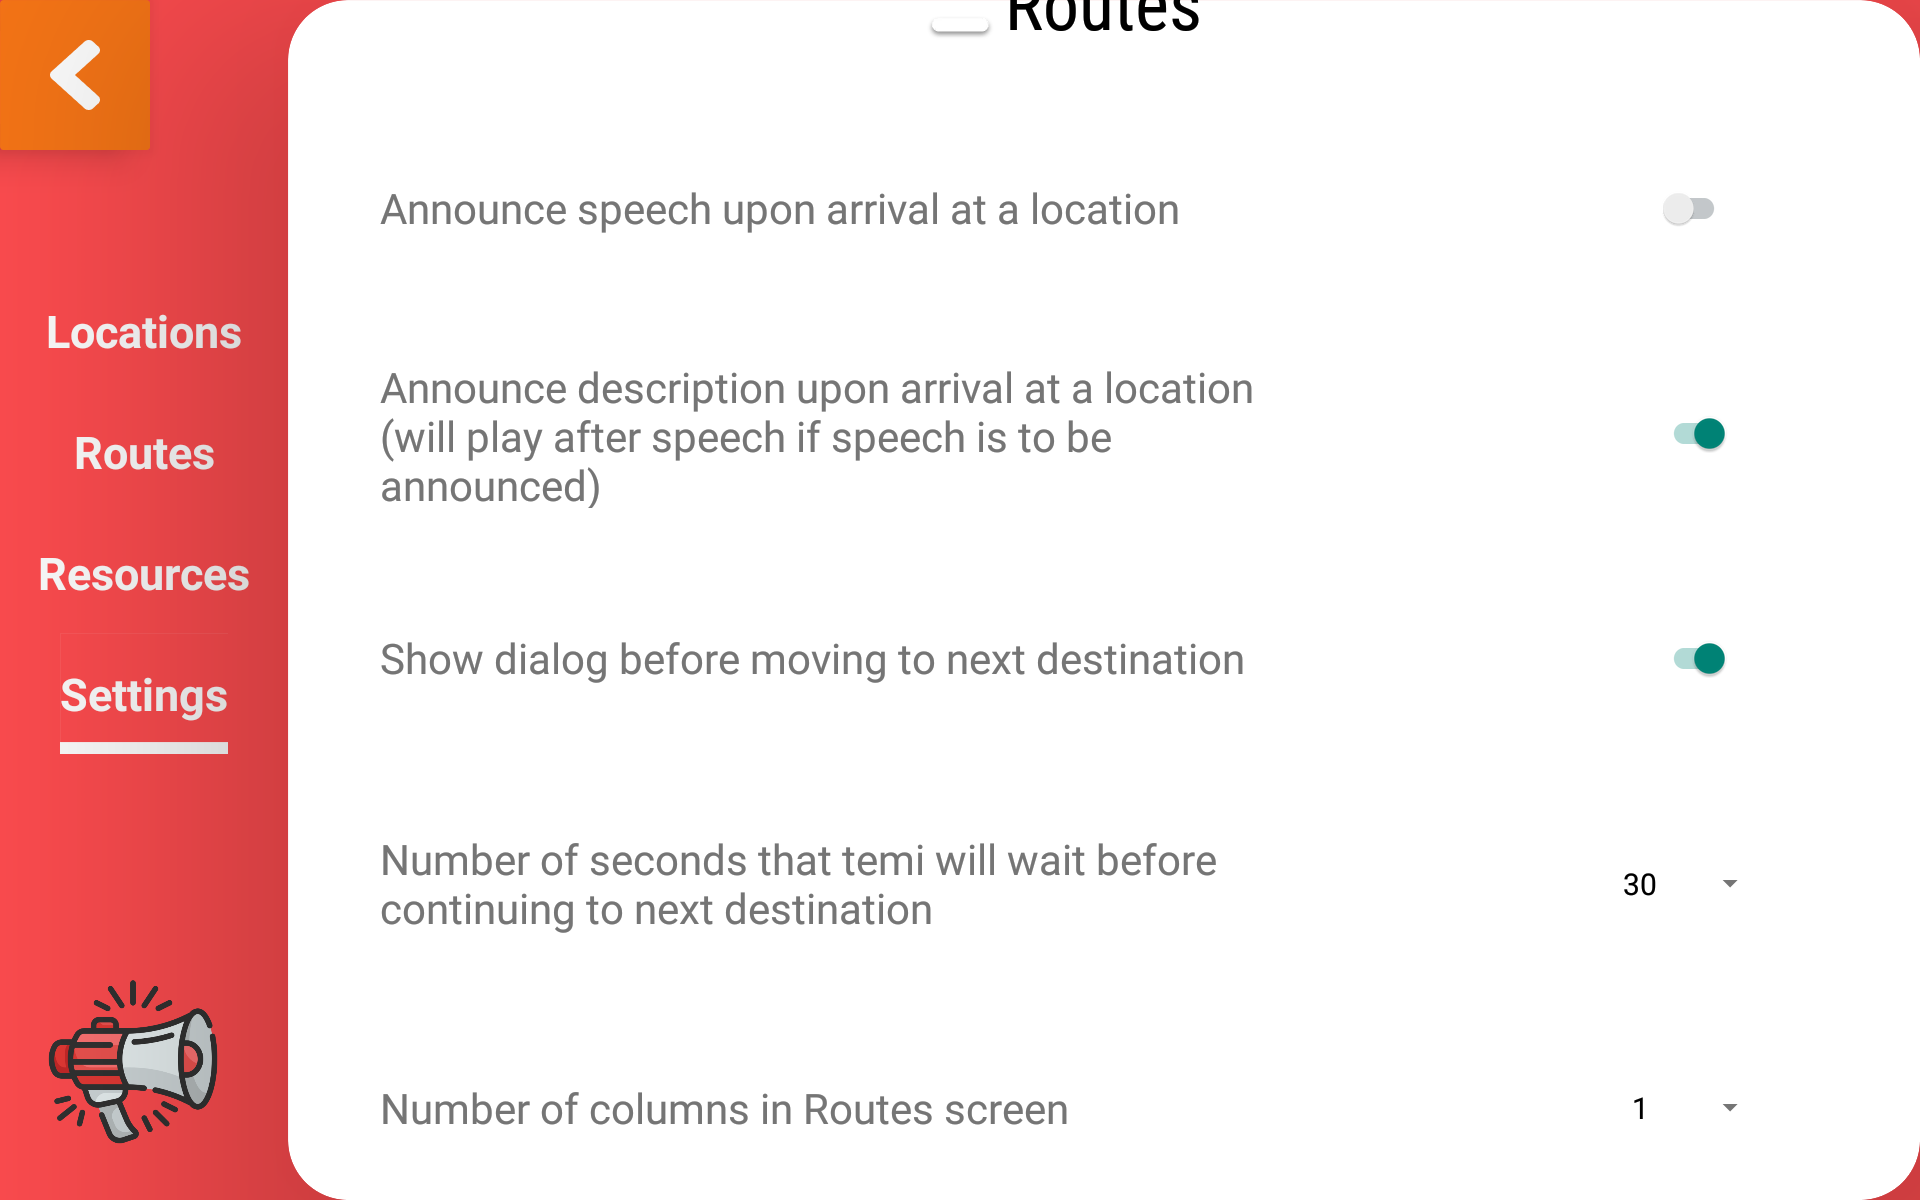 Routes
Announce speech upon arrival at a location
Announce description upon arrival at a location
(will play after speech if speech is to be
announced)
Show dialog before moving to next destination
Number of seconds that temi will wait before
continuing to next destination
30
Number of columns in Routes screen
1
Locations
Routes
Resources
Settings